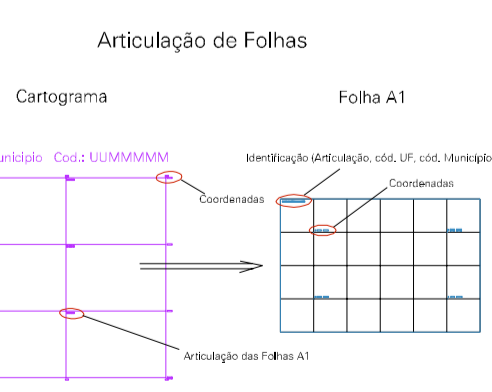 Articulação de Folhas
Cartograma
Folha A1
Cod.: UUMMMMM
Identificação (Articulação, cód. UF, cód. Município
Coordenadas
Coordenadas
Articulação das Folhas A1